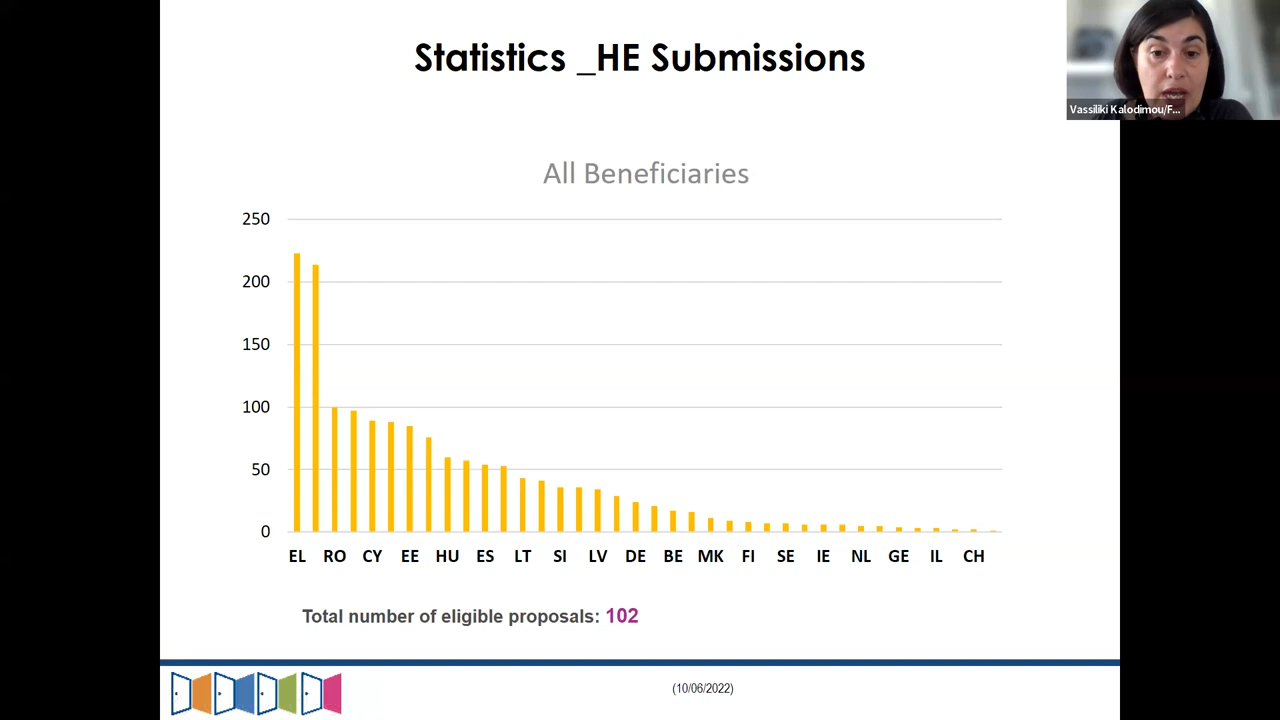 Statistics _HE Submissions
Vassiliki Kalodimou/F...
All Beneficiaries
250
200
150
100
50
0
EL RO CY EE HU ES LT SI LV DE BE MK FI SE IE NL GE IL CH
Total number of eligible proposals: 102
(10/06/2022)